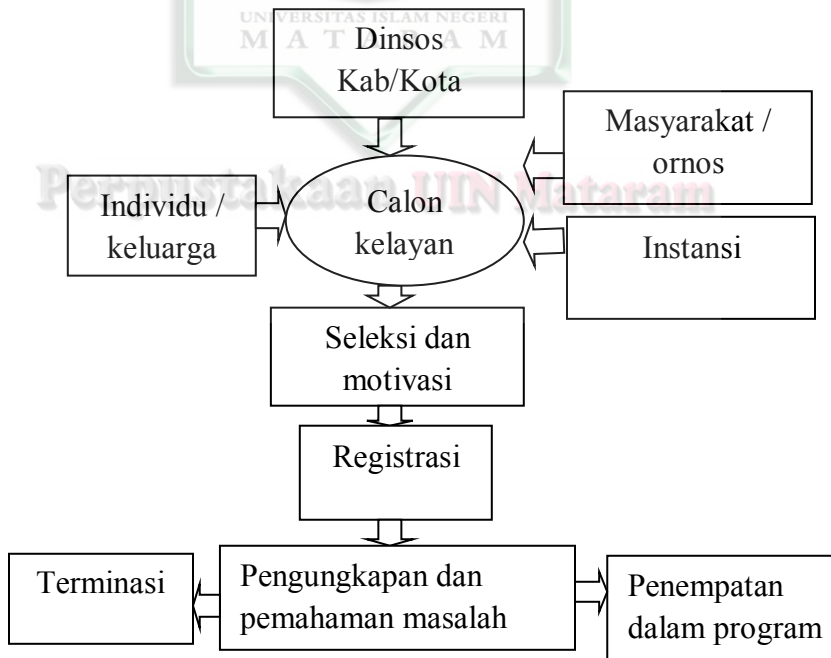 UNIVERSITAS ISLAM NEGERI
M A T A R A M
Dinsos
Kab/Kota
Masyarakat /
ornos
Perpustakaan UIN Mataram
Individu /
keluarga
Calon
kelayan
Instansi
Seleksi dan
motivasi
Registrasi
Terminasi
Pengungkapan dan
pemahaman masalah
Penempatan
dalam program